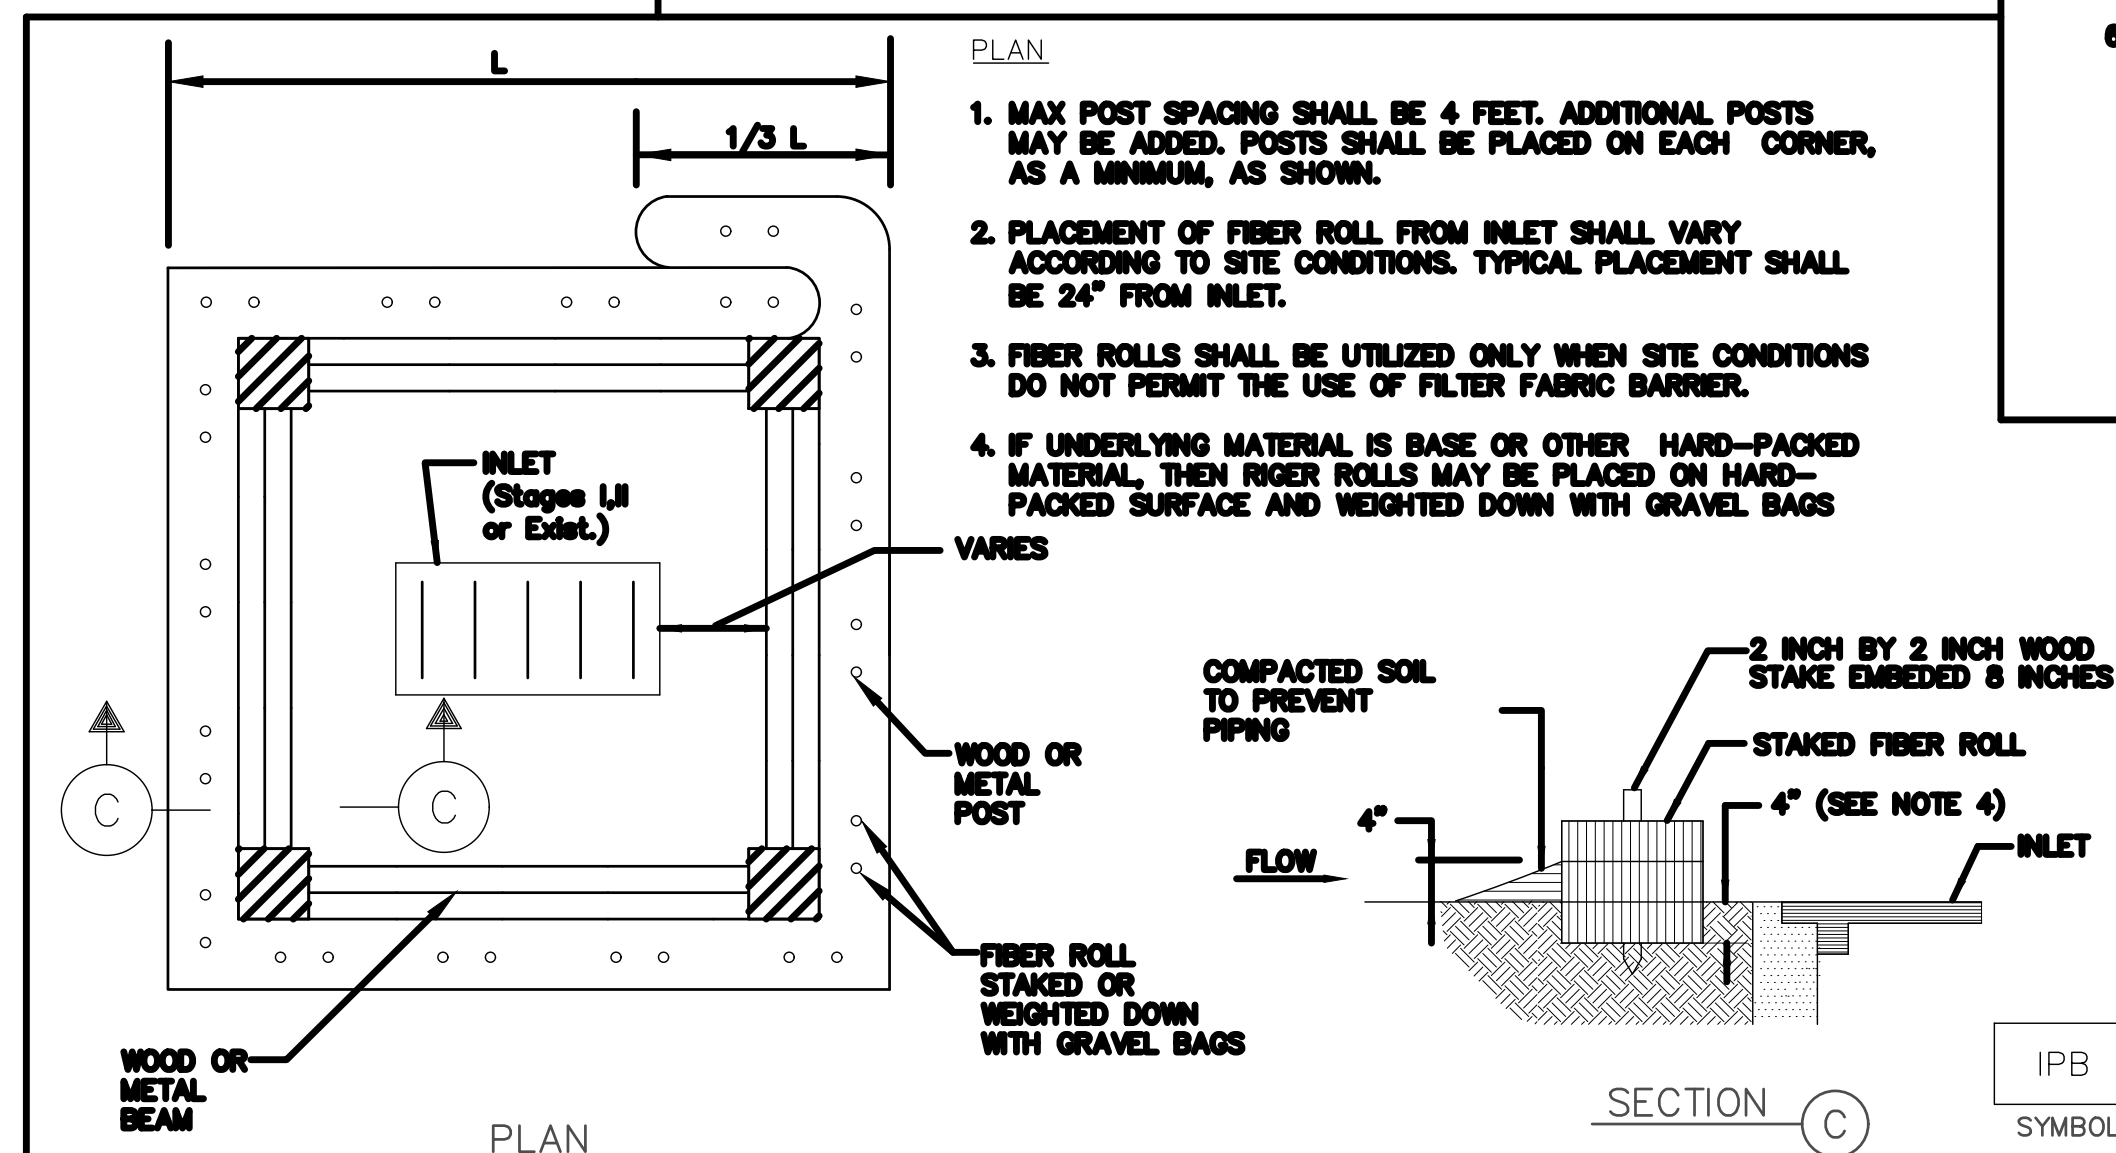 L
1/3 L
INLET
(Stages I,II
or Exist.)
VARIES
C
C
WOOD OR
METAL
POST
FIBER ROLL
STAKED OR
WEIGHTED DOWN
WITH GRAVEL BAGS
WOOD OR
METAL
BEAM
PLAN
PLAN
1. MAX POST SPACING SHALL BE 4 FEET. ADDITIONAL POSTS
MAY BE ADDED. POSTS SHALL BE PLACED ON EACH CORNER,
AS A MINIMUM, AS SHOWN.
2. PLACEMENT OF FIBER ROLL FROM INLET SHALL VARY
ACCORDING TO SITE CONDITIONS. TYPICAL PLACEMENT SHALL
BE 24" FROM INLET.
3. FIBER ROLLS SHALL BE UTILIZED ONLY WHEN SITE CONDITIONS
DO NOT PERMIT THE USE OF FILTER FABRIC BARRIER.
4. IF UNDERLYING MATERIAL IS BASE OR OTHER HARD-PACKED
MATERIAL, THEN RIGER ROLLS MAY BE PLACED ON HARD-
PACKED SURFACE AND WEIGHTED DOWN WITH GRAVEL BAGS
COMPACTED SOIL
TO PREVENT
PIPING
2 INCH BY 2 INCH WOOD
STAKE EMBEDED 8 INCHES
STAKED FIBER ROLL
4" (SEE NOTE 4)
4"
FLOW
INLET
SECTION C
IPB
SYMBOL